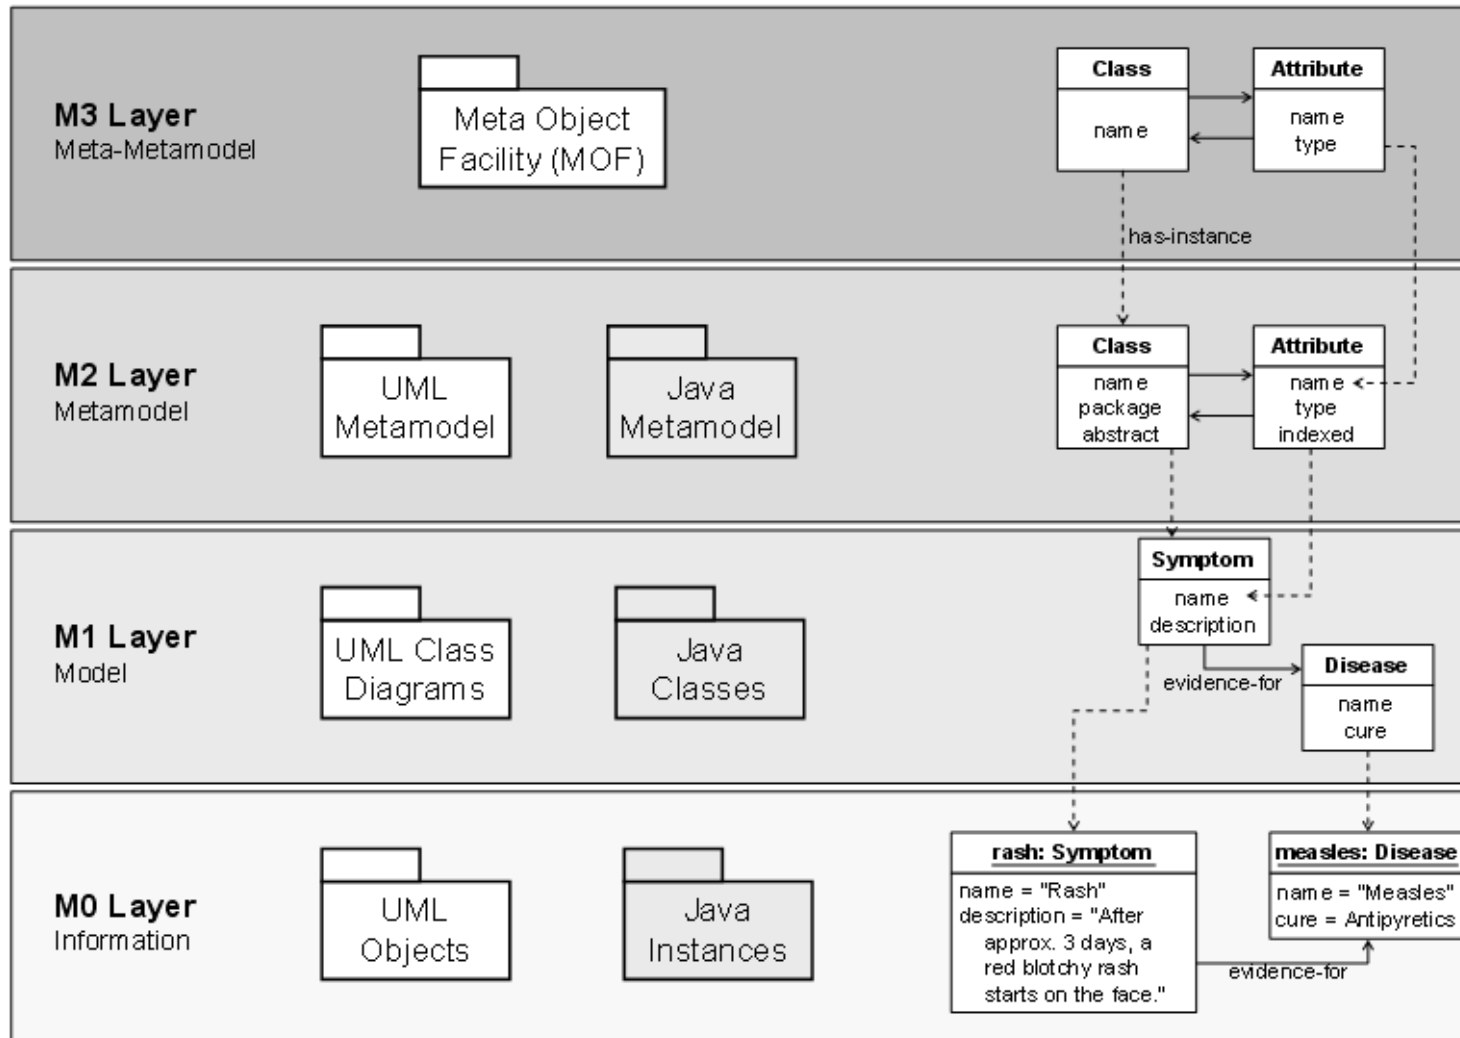 M3 Layer
Meta-Metamodel
Meta Object
Facility (MOF)
Class
name
Attribute
name
type
has-instance
M2 Layer
Metamodel
UML
Metamodel
Java
Metamodel
Class
name
package
abstract
Attribute
name
type
indexed
M1 Layer
Model
UML Class
Diagrams
Java
Classes
Symptom
name
description
evidence-for
Disease
name
cure
M0 Layer
Information
UML
Objects
Java
Instances
rash: Symptom
name = "Rash"
description = "After
approx. 3 days, a
red blotchy rash
starts on the face."
evidence-for
measles: Disease
name = "Measles"
cure = Antipyretics